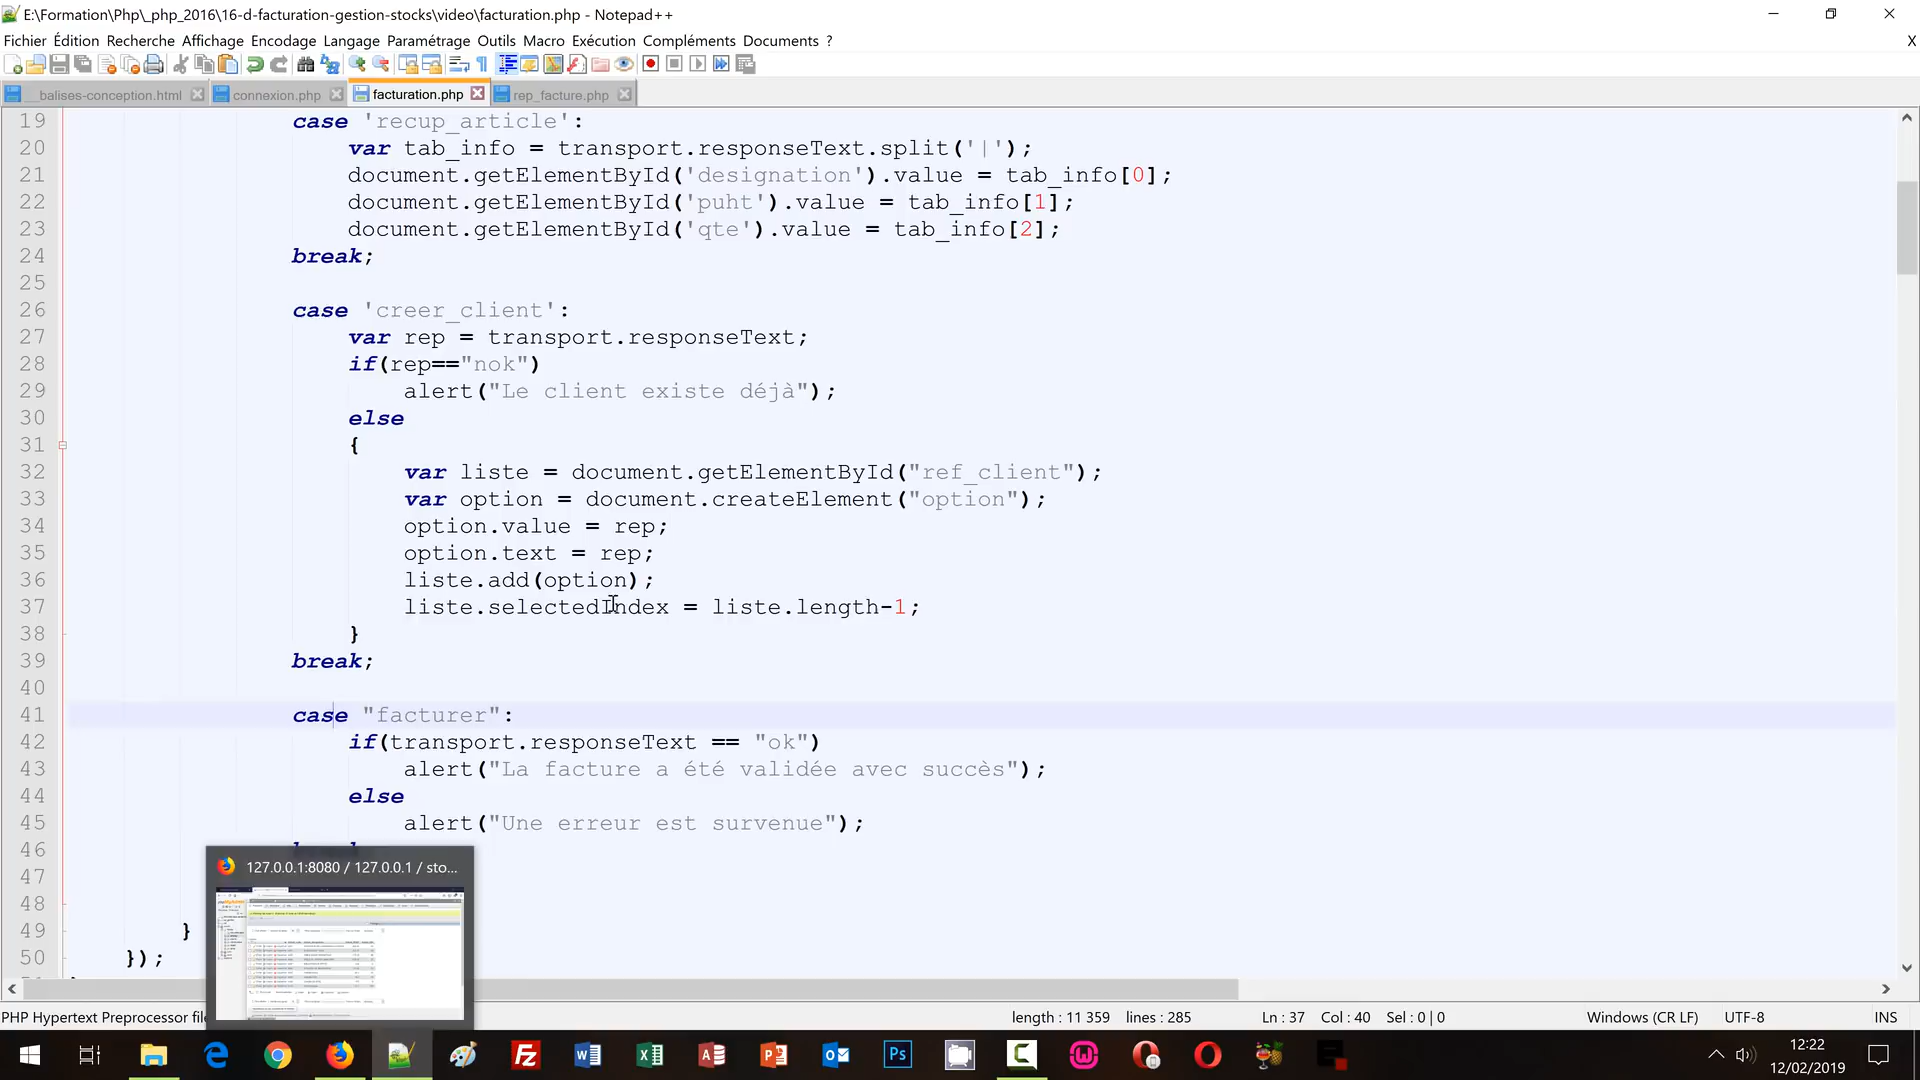 E:\Formation\Php\_php_2016\16-d-facturation-gestion-stocks\video\facturation.php - Notepad++
Fichier Édition Recherche Affichage Encodage Langage Paramétrage Outils Macro Exécution Compléments Documents ?
X
__balises-conception.html connexion.php facturation.php rep_facture.php
19 case 'recup_article':
20 var tab_info = transport.responseText.split('|');
21 document.getElementById('designation').value = tab_info[0];
22 document.getElementById('puht').value = tab_info[1];
23 document.getElementById('qte').value = tab_info[2];
24 break;
25
26 case 'creer_client':
27 var rep = transport.responseText;
28 if(rep=="nok")
29 alert("Le client existe déjà");
30 else
31 {
32 var liste = document.getElementById("ref_client");
33 var option = document.createElement("option");
34 option.value = rep;
35 option.text = rep;
36 liste.add(option);
37 liste.selectedIndex = liste.length-1;
38 }
39 break;
40
41 case "facturer":
42 if(transport.responseText == "ok")
43 alert("La facture a été validée avec succès");
44 else
45 alert("Une erreur est survenue");
46
47
48
49 }
50 });
127.0.0.1:8080 / 127.0.0.1 / sto...
PHP Hypertext Preprocessor file length : 11 359 lines : 285 Ln : 37 Col : 40 Sel : 0 | 0 Windows (CR LF) UTF-8 INS
12:22
12/02/2019